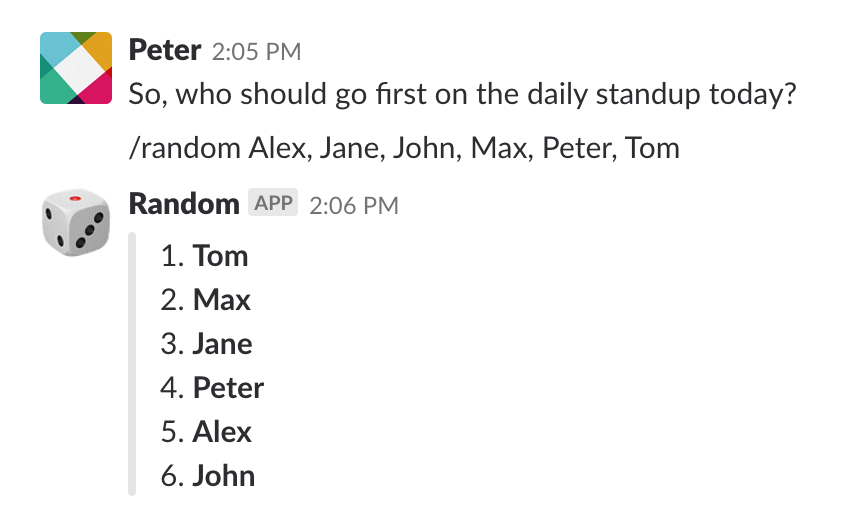 Peter 2:05 PM
So, who should go first on the daily standup today?
/random Alex, Jane, John, Max, Peter, Tom
Random APP 2:06 PM
1. Tom
2. Max
3. Jane
4. Peter
5. Alex
6. John